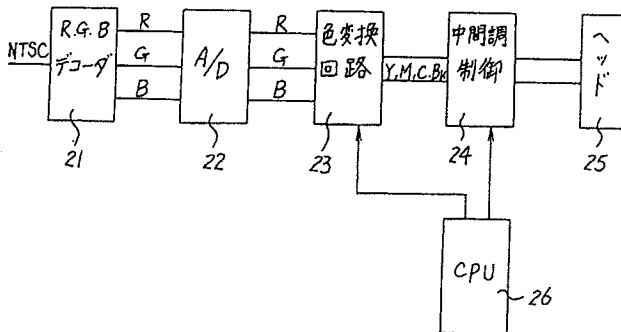 NTSC
R.G.B
デコーダ
21
R
G
B
A/D
22
R
G
B
色変換
回路
23
Y,M,C.Bk
中間調
制御
24
ヘッド
25
CPU
26